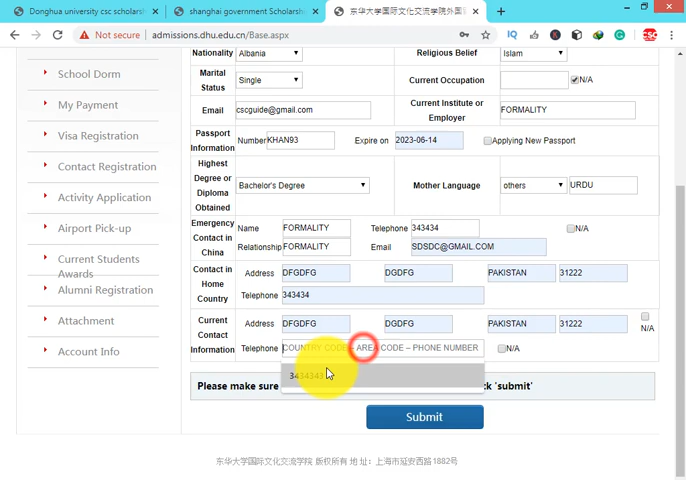 Donghua university csc scholarsh
shanghai government Scholarshi
东华大学国际文化交流学院外国留
Not secure admissions.dhu.edu.cn/Base.aspx
Nationality Albania Religious Belief Islam
School Dorm
Marital Status Single Current Occupation N/A
My Payment
Email cscguide@gmail.com Current Institute or Employer FORMALITY
Visa Registration
Passport Information Number KHAN93 Expire on 2023-06-14 Applying New Passport
Contact Registration
Highest Degree or Diploma Obtained Bachelor's Degree Mother Language others URDU
Activity Application
Airport Pick-up
Emergency Contact in China Name FORMALITY Telephone 343434 N/A
Relationship FORMALITY Email SDSDC@GMAIL.COM
Current Students Awards
Contact in Home Country Address DFGDFG DGDFG PAKISTAN 31222
Alumni Registration
Telephone 343434
Attachment
Current Contact Information Address DFGDFG DGDFG PAKISTAN 31222 N/A
Account Info
Telephone COUNTRY CODE – AREA CODE – PHONE NUMBER N/A
Please make sure ck 'submit'
Submit
东华大学国际文化交流学院 版权所有 地 址：上海市延安西路1882号